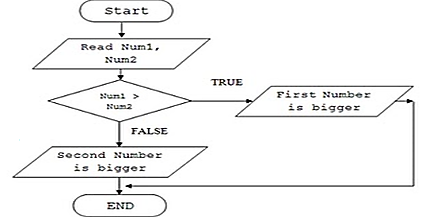 Start
Read Num1,
Num2
Num1 >
Num2
TRUE
First Number
is bigger
FALSE
Second Number
is bigger
END